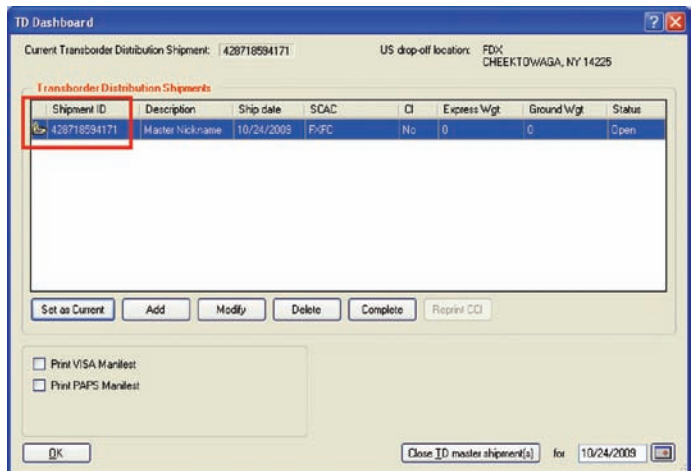 TD Dashboard
Current Transborder Distribution Shipment: 428718594171 US drop-off location: FDX
CHEEKTOWAGA, NY 14225
Transborder Distribution Shipments
Shipment ID Description Ship date SCAC CI Express Wgt Ground Wgt Status
428718594171 Master Nickname 10/24/2009 FXFC No 0 0 Open
Set as Current Add Modify Delete Complete Reprint CCI
Print VISA Manifest
Print PAPS Manifest
OK Close TD master shipment(s) for 10/24/2009